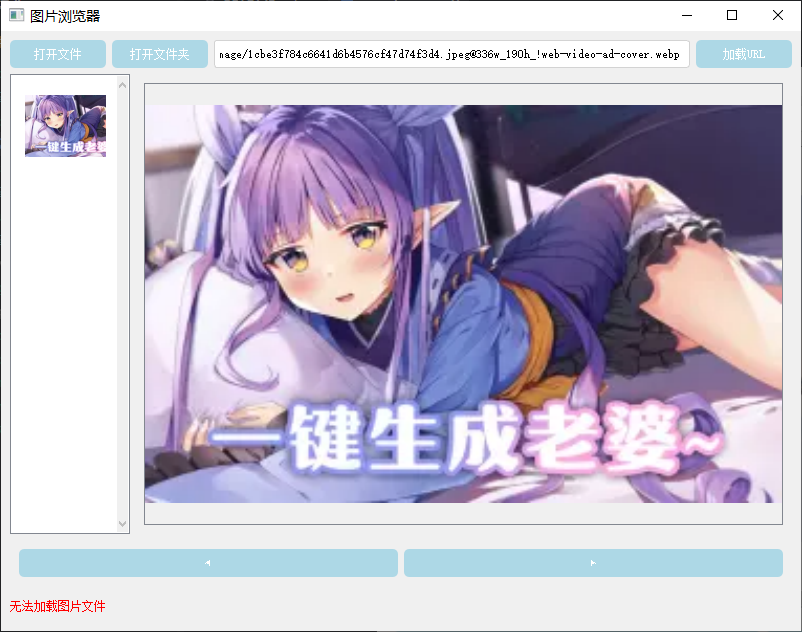 图片浏览器
打开文件
打开文件夹
nage/1cbe3f784c6641d6b4576cf47d74f3d4.jpeg@336w_190h_!web-video-ad-cover.webp
加载URL
一键生成老婆
一键生成老婆~
无法加载图片文件